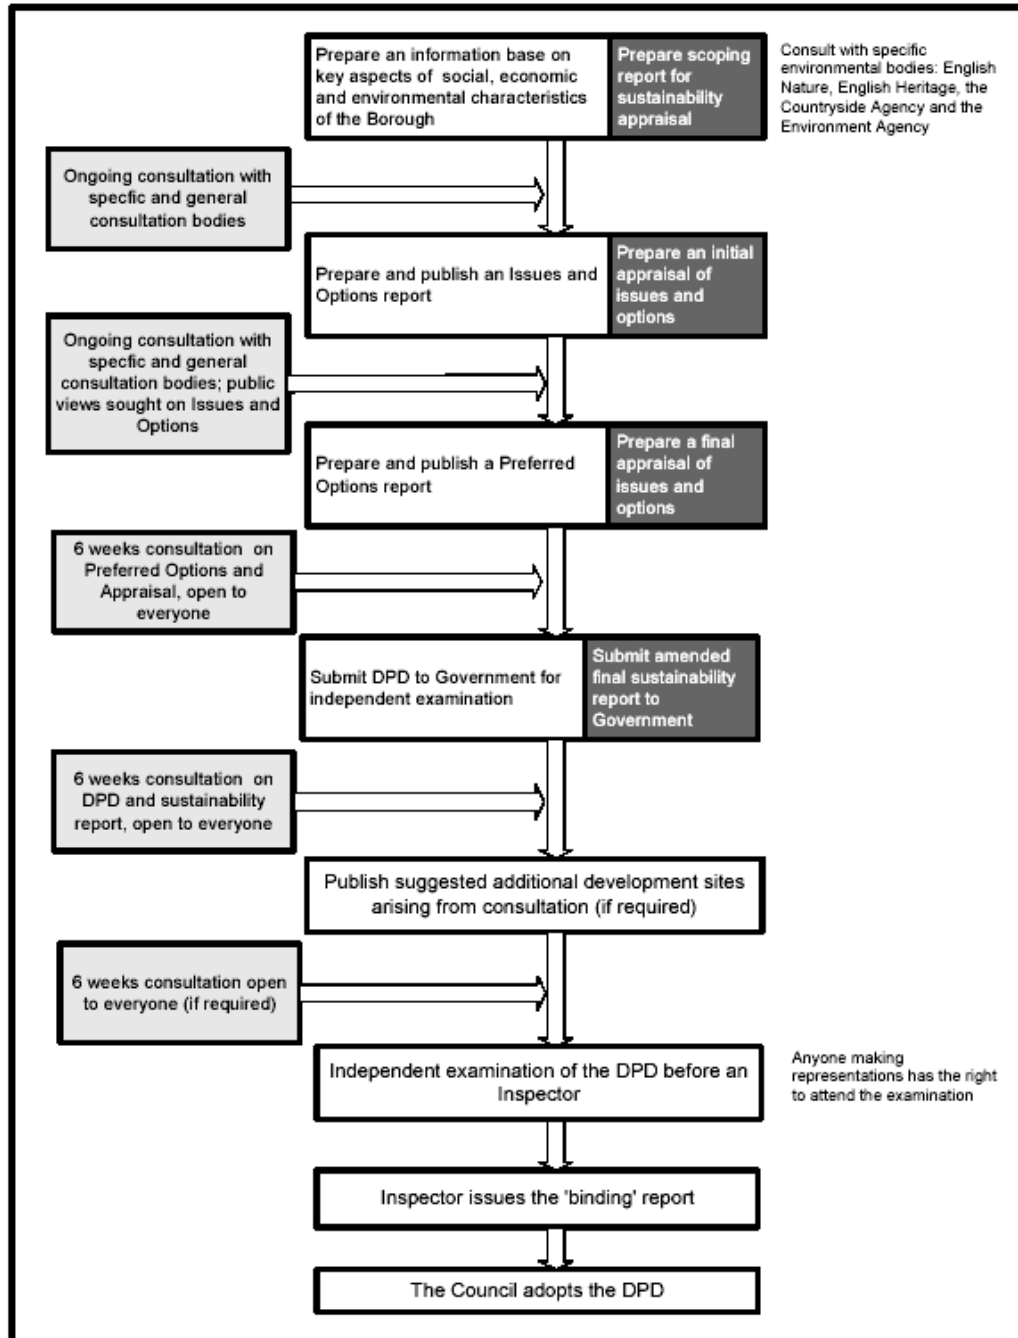 Prepare an information base on
key aspects of social, economic
and environmental characteristics
of the Borough
Prepare scoping
report for
sustainability
appraisal
Consult with specific
environmental bodies: English
Nature, English Heritage, the
Countryside Agency and the
Environment Agency
Ongoing consultation with
specfic and general
consultation bodies
Prepare and publish an Issues and
Options report
Prepare an initial
appraisal of
issues and
options
Ongoing consultation with
specfic and general
consultation bodies; public
views sought on Issues and
Options
Prepare and publish a Preferred
Options report
Prepare a final
appraisal of
issues and
options
6 weeks consultation on
Preferred Options and
Appraisal, open to
everyone
Submit DPD to Government for
independent examination
Submit amended
final sustainability
report to
Government
6 weeks consultation on
DPD and sustainability
report, open to everyone
Publish suggested additional development sites
arising from consultation (if required)
6 weeks consultation open
to everyone (if required)
Independent examination of the DPD before an
Inspector
Anyone making
representations has the right
to attend the examination
Inspector issues the 'binding' report
The Council adopts the DPD